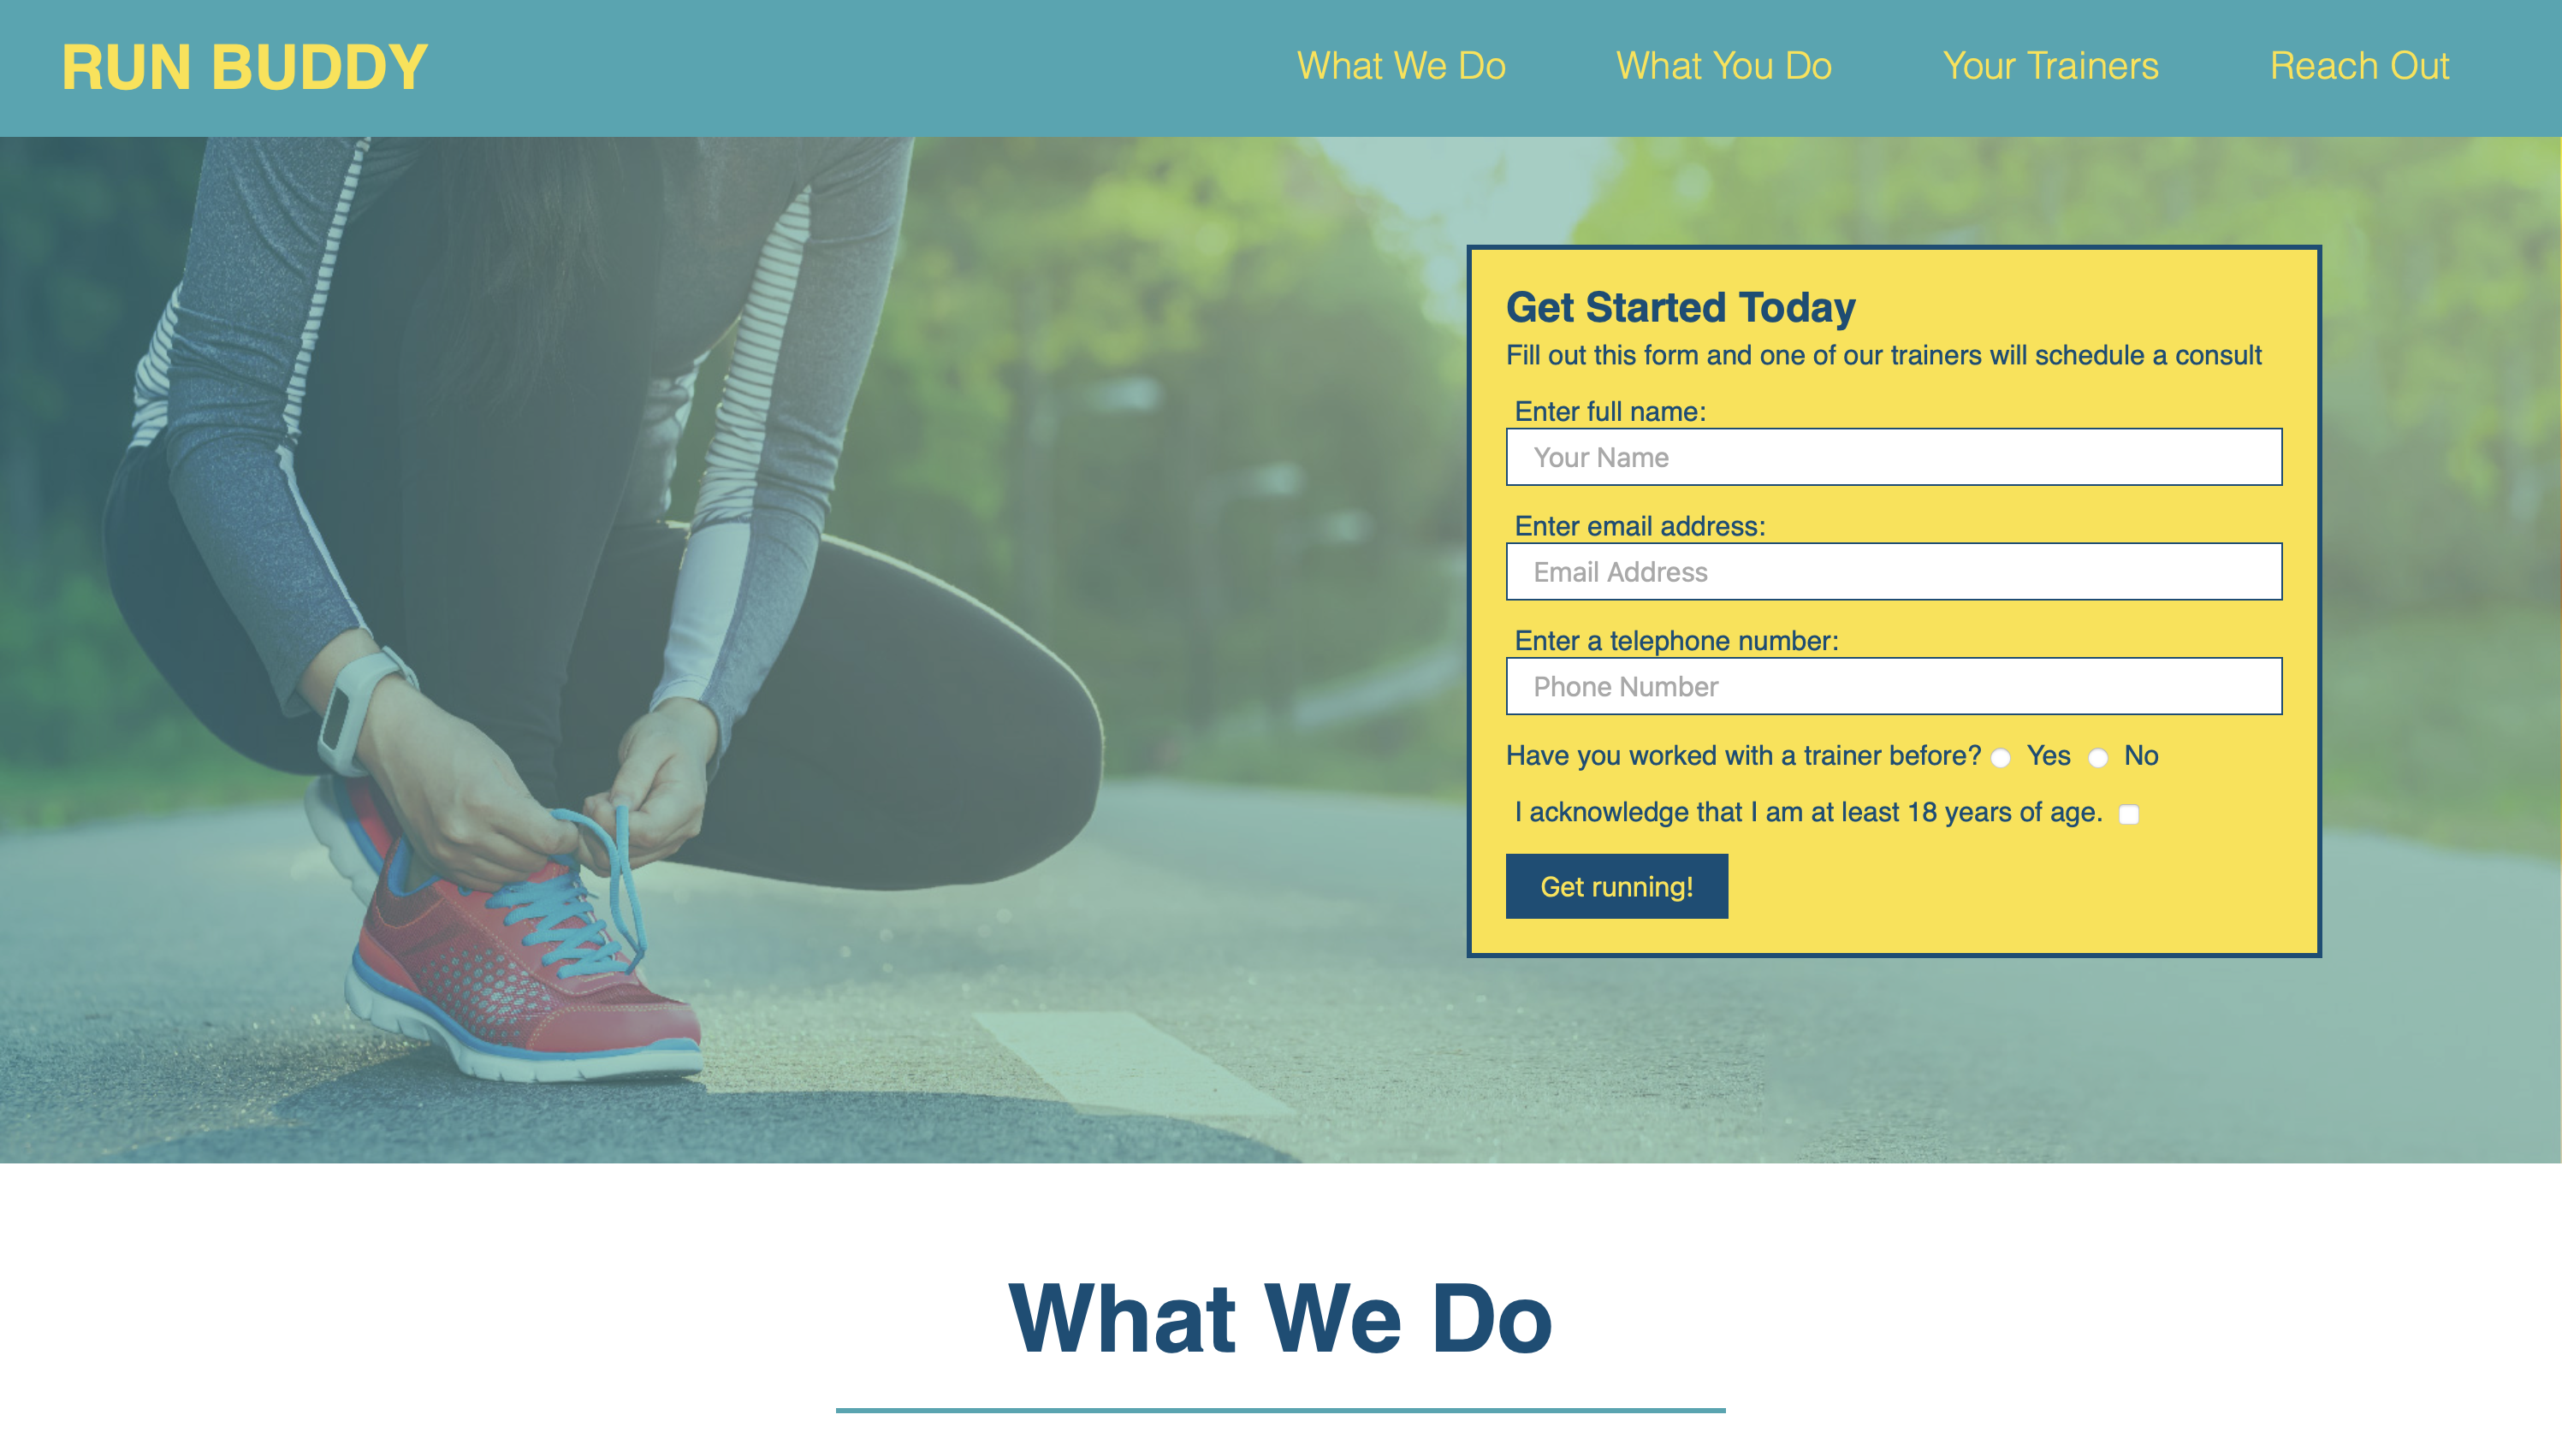 RUN BUDDY
What We Do
What You Do
Your Trainers
Reach Out
Get Started Today
Fill out this form and one of our trainers will schedule a consult
Enter full name:
Your Name
Enter email address:
Email Address
Enter a telephone number:
Phone Number
Have you worked with a trainer before? Yes No
I acknowledge that I am at least 18 years of age.
Get running!
What We Do